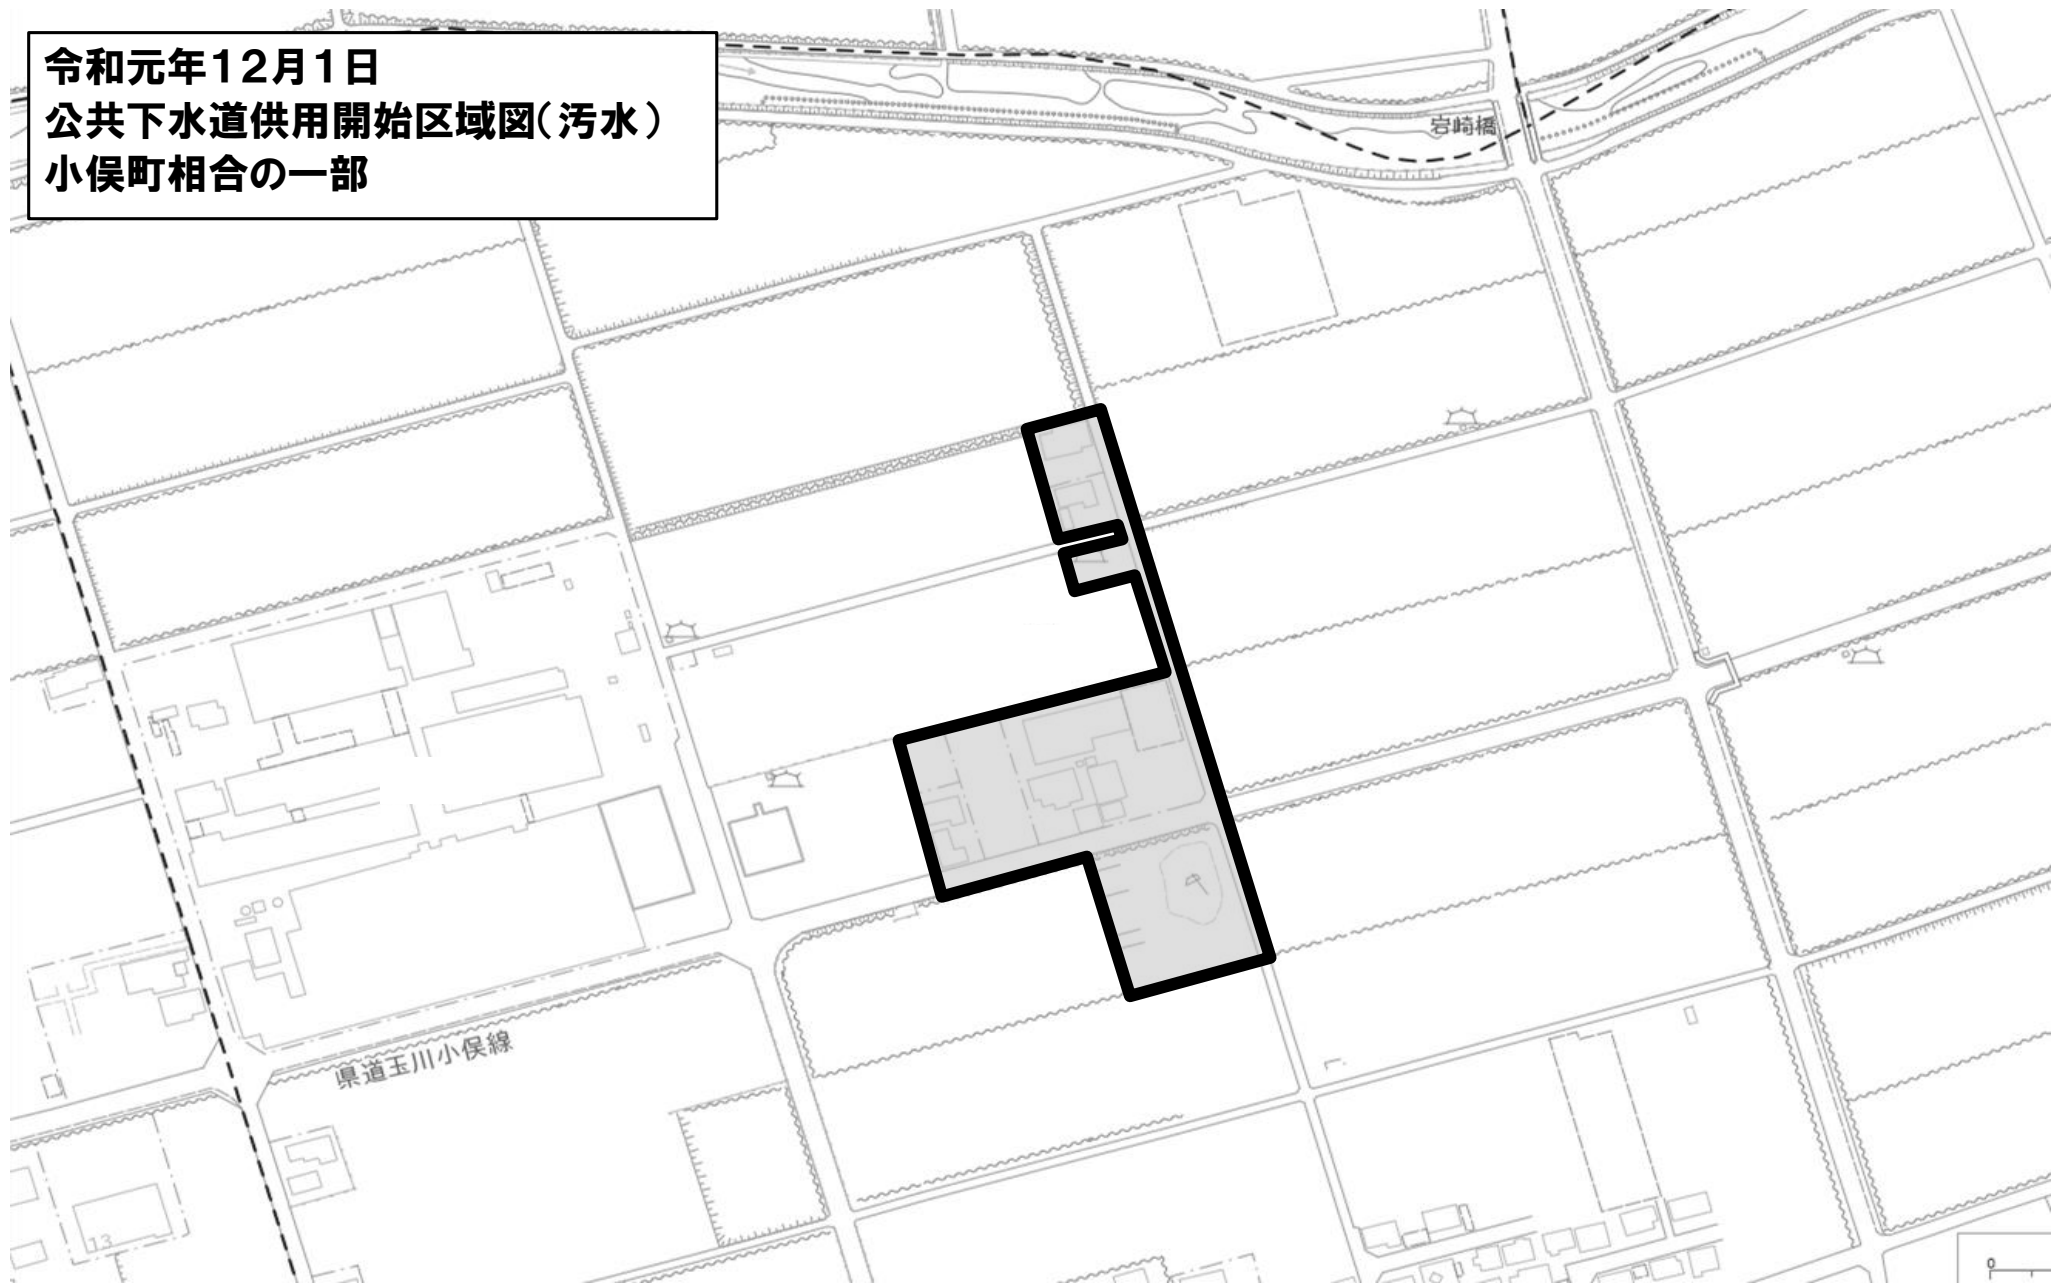 令和元年12月1日
公共下水道供用開始区域図（汚水）
小俣町相合の一部
岩崎橋
県道玉川小俣線
13
0